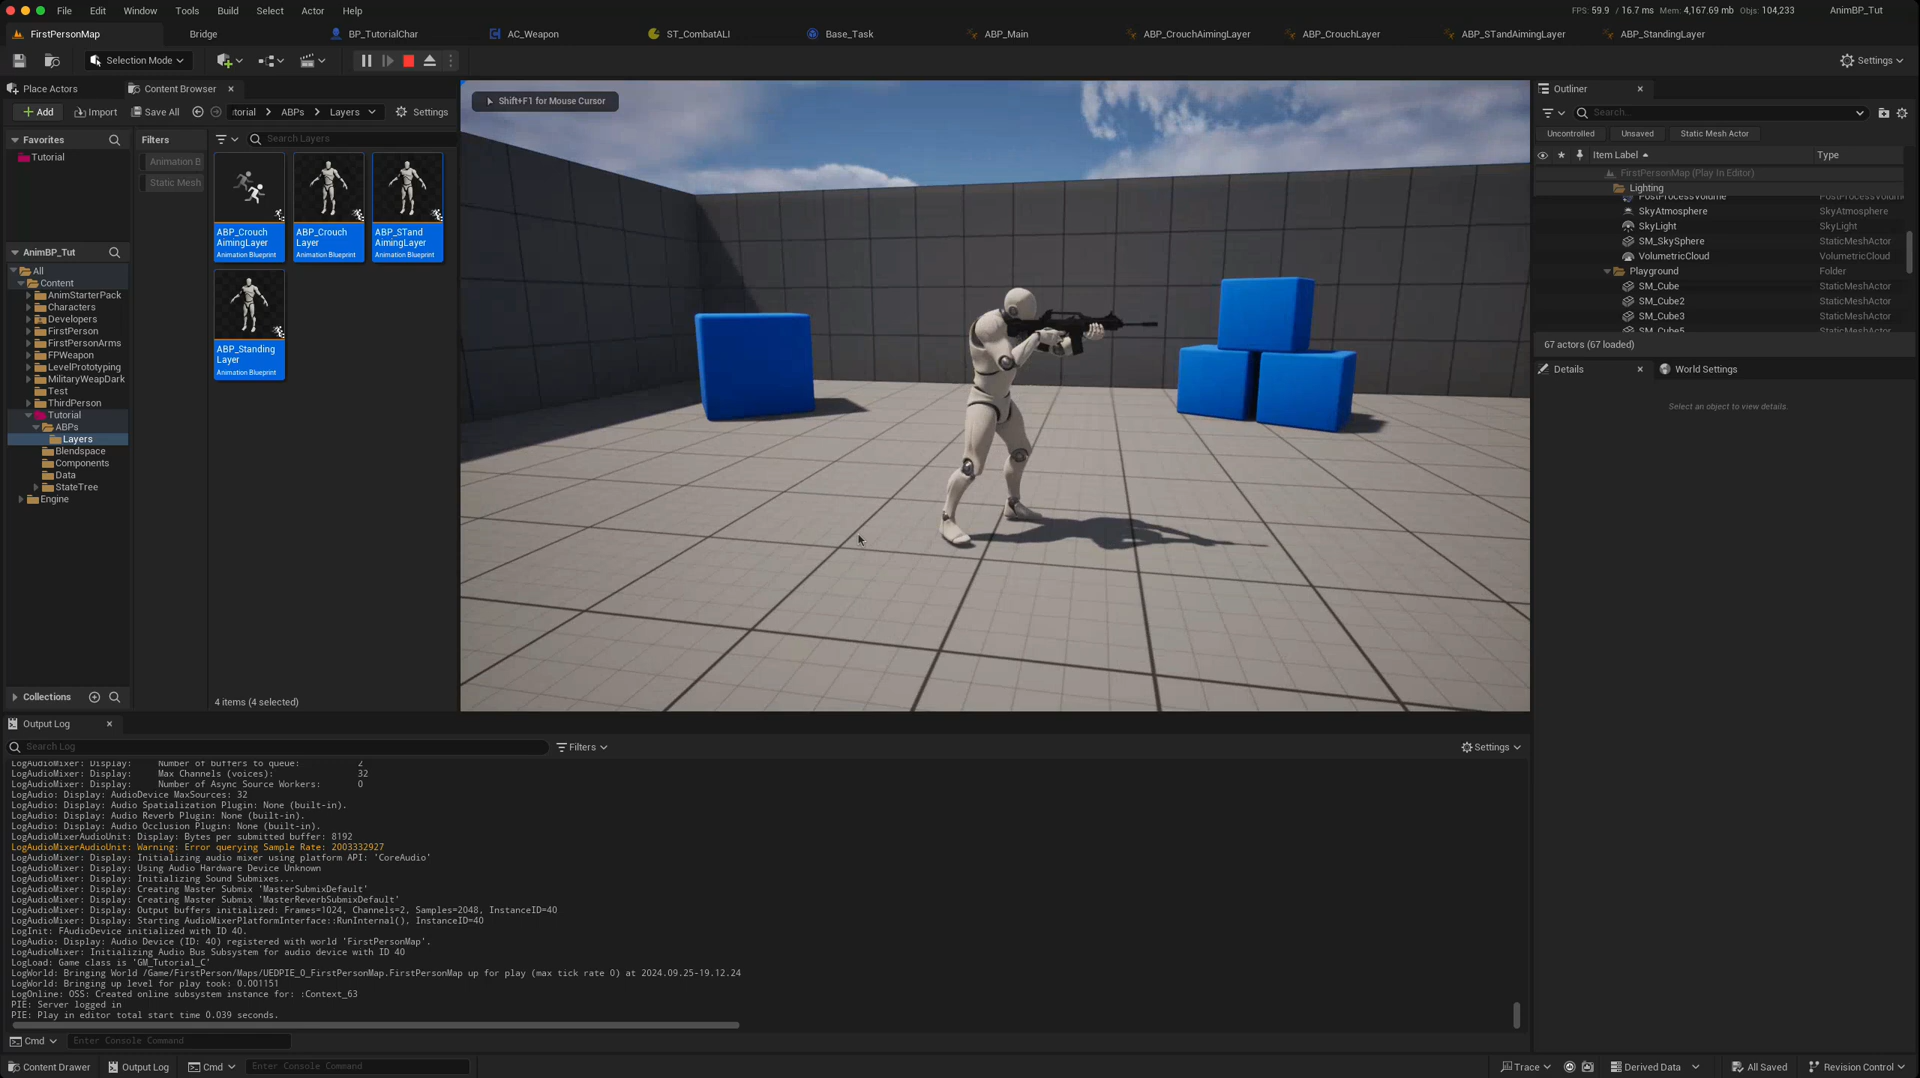 File Edit Window Tools Build Select Actor Help
FPS: 59.9 / 16.7 ms Mem: 4,167.69 mb Objs: 104,233 AnimBP_Tut
FirstPersonMap Bridge BP_TutorialChar AC_Weapon ST_CombatALI Base_Task ABP_Main ABP_CrouchAimingLayer ABP_CrouchLayer ABP_STandAimingLayer ABP_StandingLayer
Selection Mode
Settings
Place Actors Content Browser
Add Import Save All torial ABPs Layers Settings
Favorites
Tutorial
Filters
Animation B
Static Mesh
Search Layers
ABP_Crouch
AimingLayer
Animation Blueprint
ABP_Crouch
Layer
Animation Blueprint
ABP_STand
AimingLayer
Animation Blueprint
ABP_Standing
Layer
Animation Blueprint
AnimBP_Tut
All
Content
AnimStarterPack
Characters
Developers
FirstPerson
FirstPersonArms
FPWeapon
LevelPrototyping
MilitaryWeapDark
Test
ThirdPerson
Tutorial
ABPs
Layers
Blendspace
Components
Data
StateTree
Engine
Collections
4 items (4 selected)
Shift+F1 for Mouse Cursor
Outliner
Search...
Uncontrolled Unsaved Static Mesh Actor
Item Label Type
FirstPersonMap (Play In Editor)
Lighting
PostProcessVolume PostProcessVolum
SkyAtmosphere SkyAtmosphere
SkyLight SkyLight
SM_SkySphere StaticMeshActor
VolumetricCloud VolumetricCloud
Playground Folder
SM_Cube StaticMeshActor
SM_Cube2 StaticMeshActor
SM_Cube3 StaticMeshActor
SM_Cube5 StaticMeshActor
67 actors (67 loaded)
Details World Settings
Select an object to view details.
Output Log
Search Log Filters Settings
LogAudioMixer: Display: Number of buffers to queue: 2
LogAudioMixer: Display: Max Channels (voices): 32
LogAudioMixer: Display: Number of Async Source Workers: 0
LogAudio: Display: AudioDevice MaxSources: 32
LogAudio: Display: Audio Spatialization Plugin: None (built-in).
LogAudio: Display: Audio Reverb Plugin: None (built-in).
LogAudio: Display: Audio Occlusion Plugin: None (built-in).
LogAudioMixerAudioUnit: Display: Bytes per submitted buffer: 8192
LogAudioMixerAudioUnit: Warning: Error querying Sample Rate: 2003332927
LogAudioMixer: Display: Initializing audio mixer using platform API: 'CoreAudio'
LogAudioMixer: Display: Using Audio Hardware Device Unknown
LogAudioMixer: Display: Initializing Sound Submixes...
LogAudioMixer: Display: Creating Master Submix 'MasterSubmixDefault'
LogAudioMixer: Display: Creating Master Submix 'MasterReverbSubmixDefault'
LogAudioMixer: Display: Output buffers initialized: Frames=1024, Channels=2, Samples=2048, InstanceID=40
LogAudioMixer: Display: Starting AudioMixerPlatformInterface::RunInternal(), InstanceID=40
LogInit: FAudioDevice initialized with ID 40.
LogAudio: Display: Audio Device (ID: 40) registered with world 'FirstPersonMap'.
LogAudioMixer: Initializing Audio Bus Subsystem for audio device with ID 40
LogLoad: Game class is 'GM_Tutorial_C'
LogWorld: Bringing World /Game/FirstPerson/Maps/UEDPIE_0_FirstPersonMap.FirstPersonMap up for play (max tick rate 0) at 2024.09.25-19.12.24
LogWorld: Bringing up level for play took: 0.001151
LogOnline: OSS: Created online subsystem instance for: :Context_63
PIE: Server logged in
PIE: Play in editor total start time 0.039 seconds.
Cmd Enter Console Command
Content Drawer Output Log Cmd Enter Console Command Trace Derived Data All Saved Revision Control